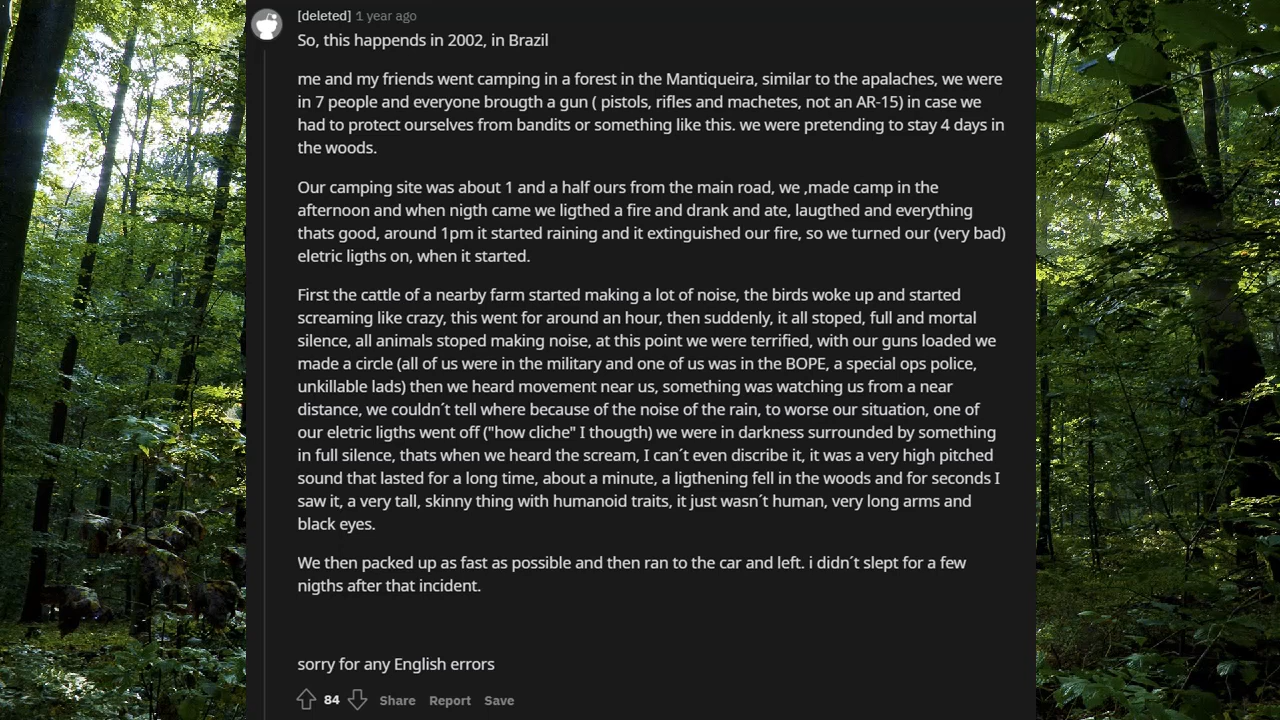 [deleted] 1 year ago
So, this happends in 2002, in Brazil
me and my friends went camping in a forest in the Mantiqueira, similar to the apalaches, we were
in 7 people and everyone brougth a gun ( pistols, rifles and machetes, not an AR-15) in case we
had to protect ourselves from bandits or something like this. we were pretending to stay 4 days in
the woods.
Our camping site was about 1 and a half ours from the main road, we ,made camp in the
afternoon and when nigth came we ligthed a fire and drank and ate, laugthed and everything
thats good, around 1pm it started raining and it extinguished our fire, so we turned our (very bad)
eletric ligths on, when it started.
First the cattle of a nearby farm started making a lot of noise, the birds woke up and started
screaming like crazy, this went for around an hour, then suddenly, it all stoped, full and mortal
silence, all animals stoped making noise, at this point we were terrified, with our guns loaded we
made a circle (all of us were in the military and one of us was in the BOPE, a special ops police,
unkillable lads) then we heard movement near us, something was watching us from a near
distance, we couldn´t tell where because of the noise of the rain, to worse our situation, one of
our eletric ligths went off ("how cliche" I though) we were in darkness surrounded by something
in full silence, thats when we heard the scream, I can´t even discribe it, it was a very high pitched
sound that lasted for a long time, about a minute, a ligthening fell in the woods and for seconds I
saw it, a very tall, skinny thing with humanoid traits, it just wasn´t human, very long arms and
black eyes.
We then packed up as fast as possible and then ran to the car and left. i didn´t slept for a few
nigths after that incident.
sorry for any English errors
84 Share Report Save